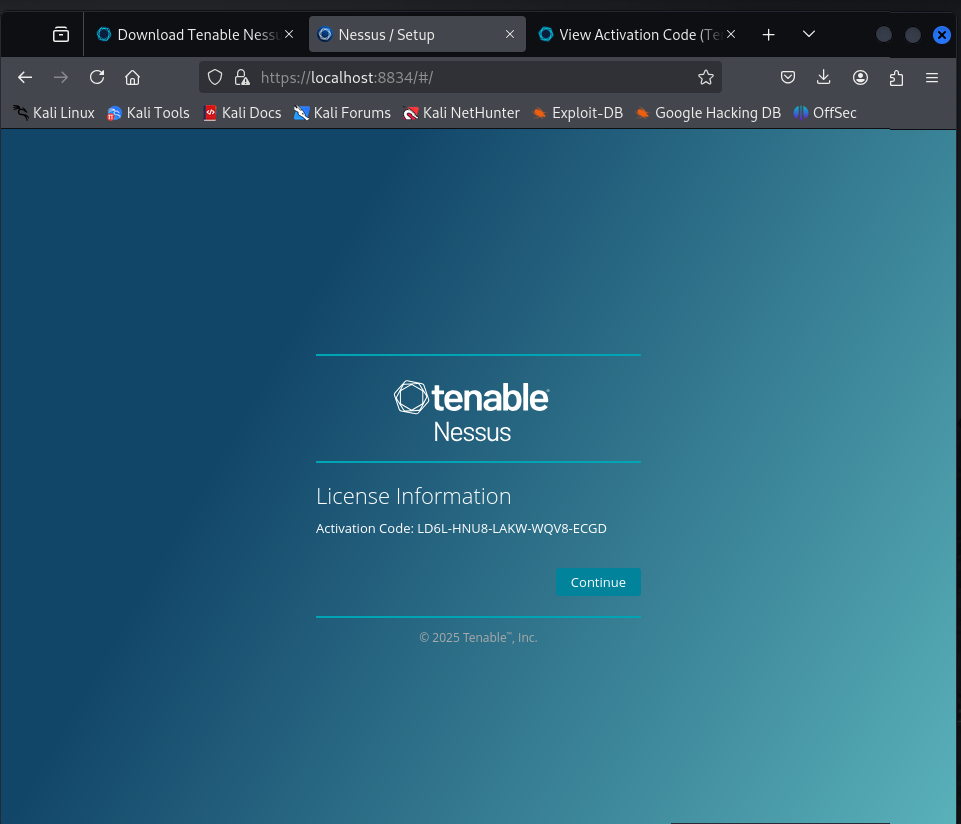 Download Tenable Nessu
Nessus / Setup
View Activation Code (Te
https://localhost:8834/#/
Kali Linux
Kali Tools
Kali Docs
Kali Forums
Kali NetHunter
Exploit-DB
Google Hacking DB
OffSec
tenable
Nessus
License Information
Activation Code: LD6L-HNU8-LAKW-WQV8-ECGD
Continue
© 2025 Tenable™, Inc.